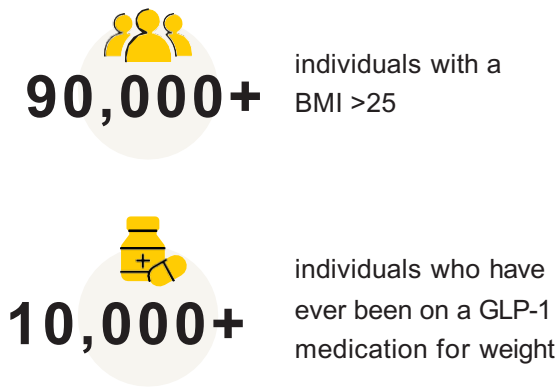 90,000+
individuals with a
BMI >25
10,000+
individuals who have
ever been on a GLP-1
medication for weight